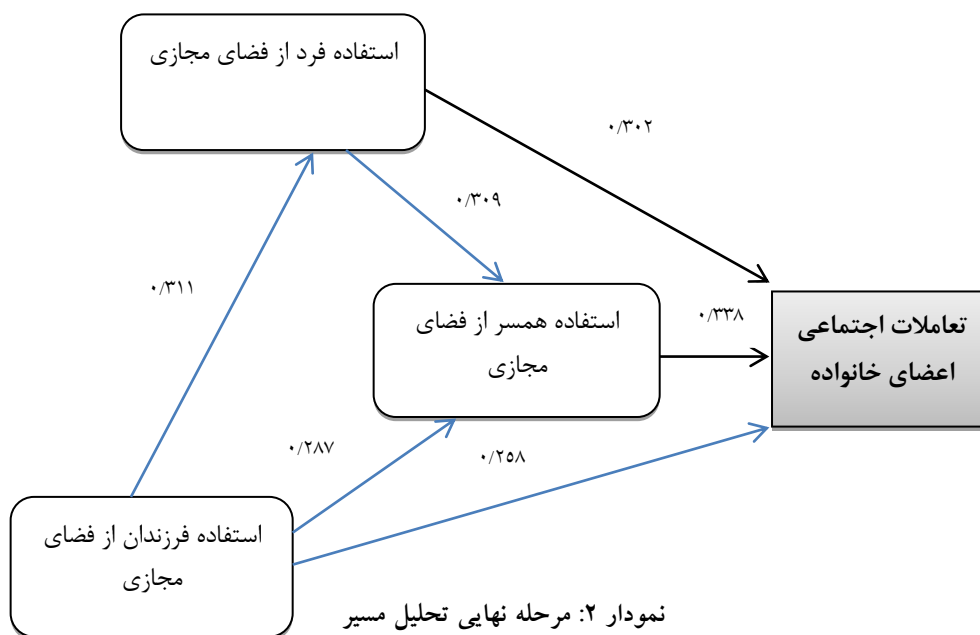 استفاده فرد از فضای مجازی
۰/۳۰۲
۰/۳۰۹
۰/۳۱۱
استفاده همسر از فضای
مجازی
۰/۳۳۸
تعاملات اجتماعی
اعضای خانواده
۰/۲۸۷
۰/۲۵۸
استفاده فرزندان از فضای
مجازی
نمودار ۲: مرحله نهایی تحلیل مسیر